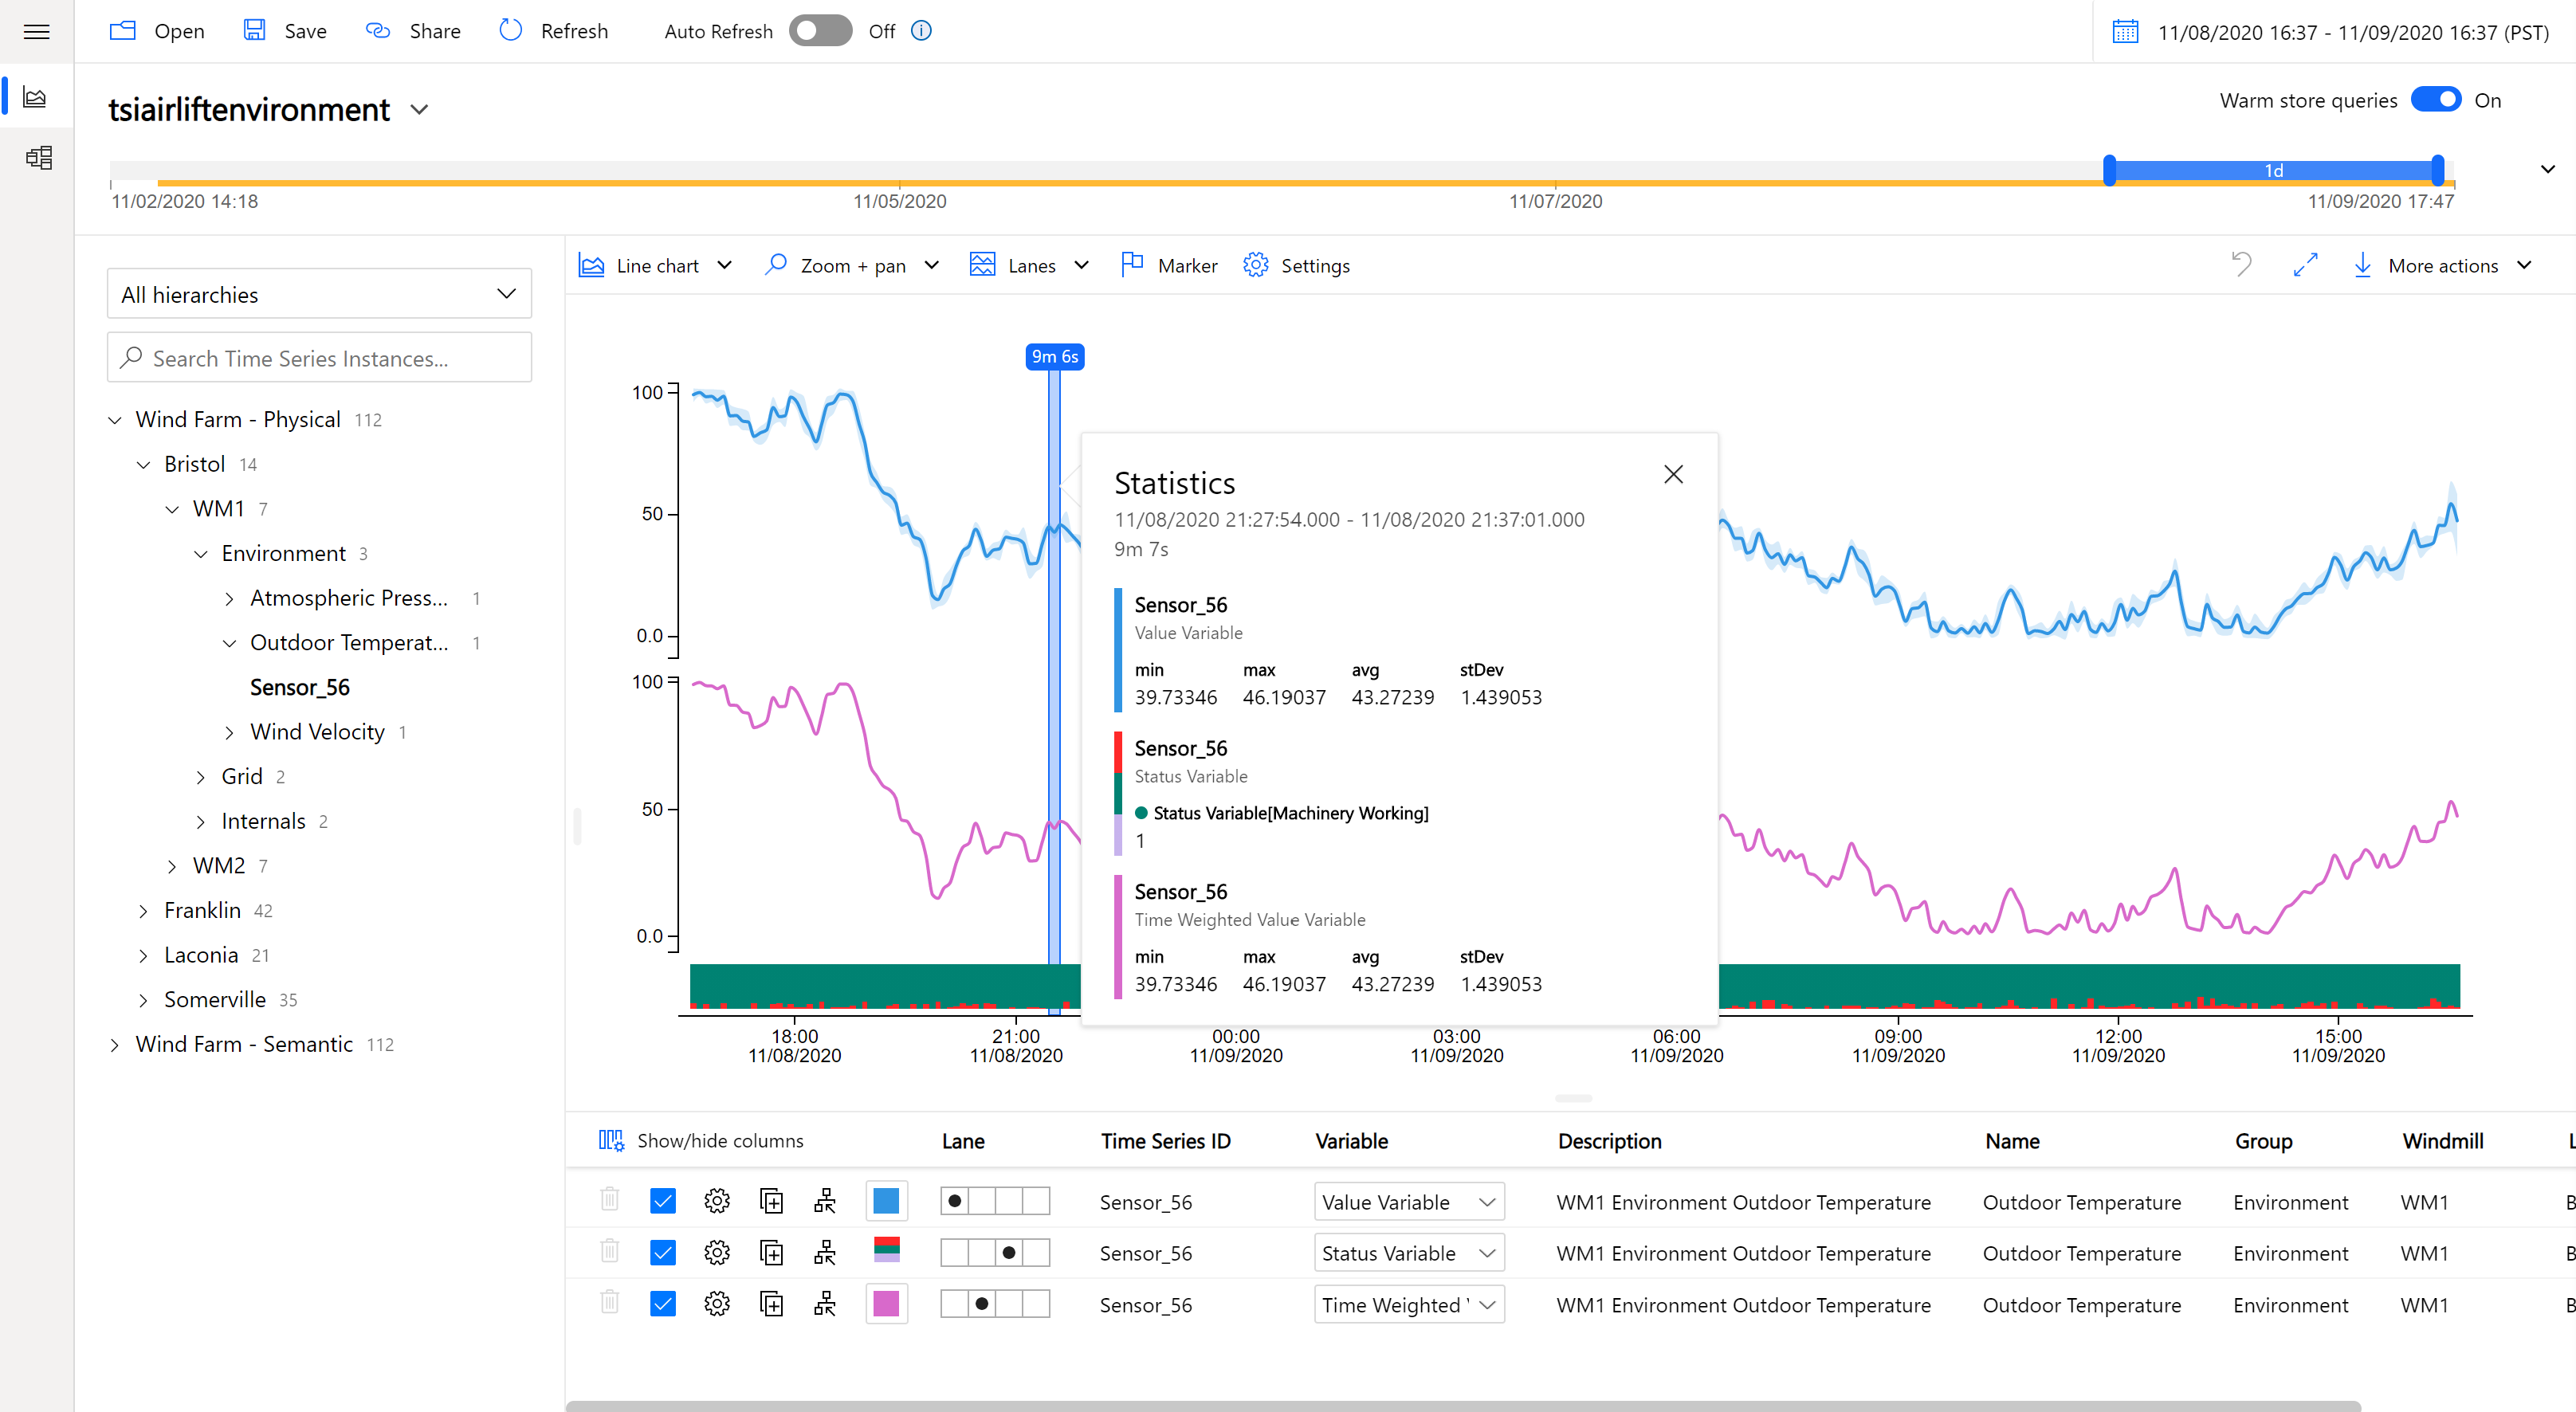 Open Save Share Refresh Auto Refresh Off 11/08/2020 16:37 - 11/09/2020 16:37 (PST)
tsiairliftenvironment
Warm store queries On
1d
11/02/2020 14:18 11/05/2020 11/07/2020 11/09/2020 17:47
All hierarchies
Search Time Series Instances...
Wind Farm - Physical 112
Bristol 14
WM1 7
Environment 3
Atmospheric Press... 1
Outdoor Temperat... 1
Sensor_56
Wind Velocity 1
Grid 2
Internals 2
WM2 7
Franklin 42
Laconia 21
Somerville 35
Wind Farm - Semantic 112
Line chart Zoom + pan Lanes Marker Settings More actions
9m 6s
100
50
0.0
100
50
0.0
Statistics
11/08/2020 21:27:54.000 - 11/08/2020 21:37:01.000
9m 7s
Sensor_56
Value Variable
min max avg stDev
39.73346 46.19037 43.27239 1.439053
Sensor_56
Status Variable
Status Variable[Machinery Working]
1
Sensor_56
Time Weighted Value Variable
min max avg stDev
39.73346 46.19037 43.27239 1.439053
18:00 21:00 00:00 03:00 06:00 09:00 12:00 15:00
11/08/2020 11/08/2020 11/09/2020 11/09/2020 11/09/2020 11/09/2020 11/09/2020 11/09/2020
Show/hide columns Lane Time Series ID Variable Description Name Group Windmill
Sensor_56 Value Variable WM1 Environment Outdoor Temperature Outdoor Temperature Environment WM1
Sensor_56 Status Variable WM1 Environment Outdoor Temperature Outdoor Temperature Environment WM1
Sensor_56 Time Weighted WM1 Environment Outdoor Temperature Outdoor Temperature Environment WM1